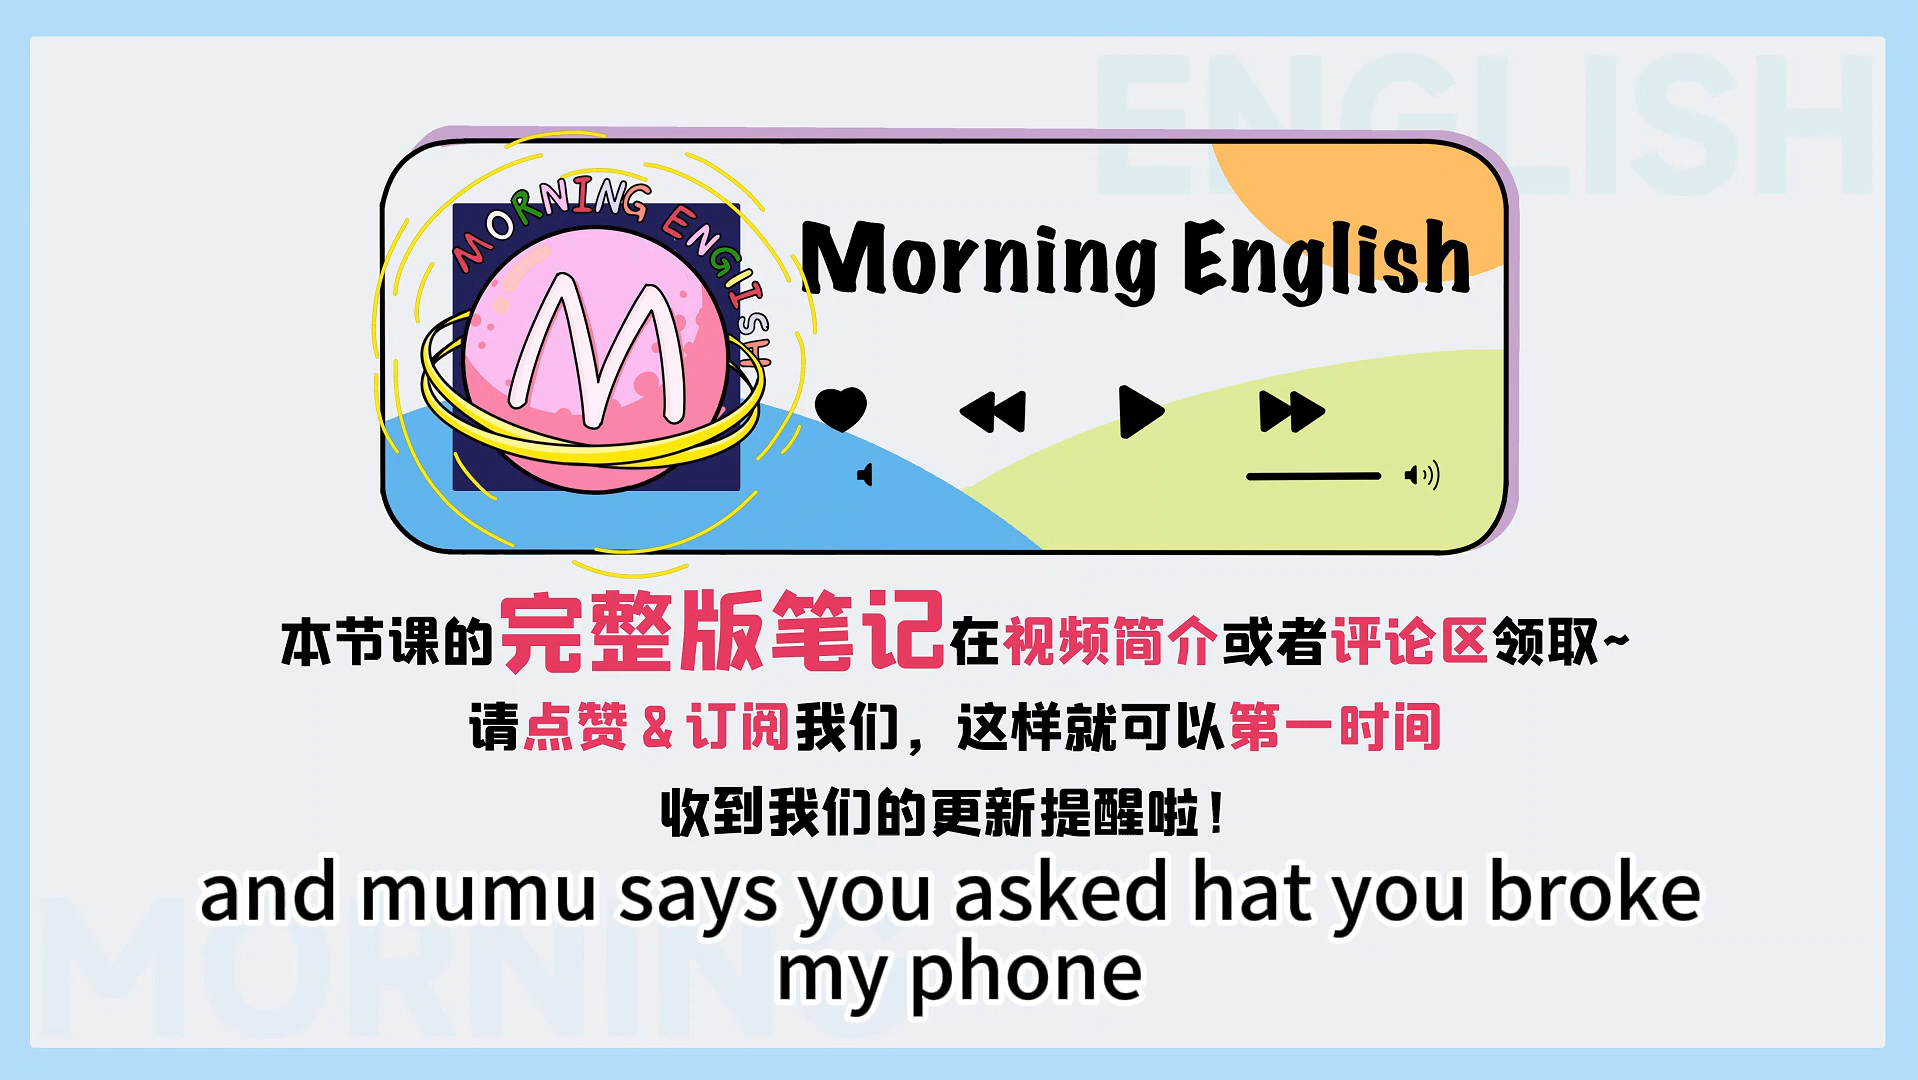 ENGLISH
MORNING ENGLISH
M
Morning English
本节课的完整版笔记在视频简介或者评论区领取~
请点赞&订阅我们，这样就可以第一时间
收到我们的更新提醒啦！
MORNING
and mumu says you asked hat you broke
my phone